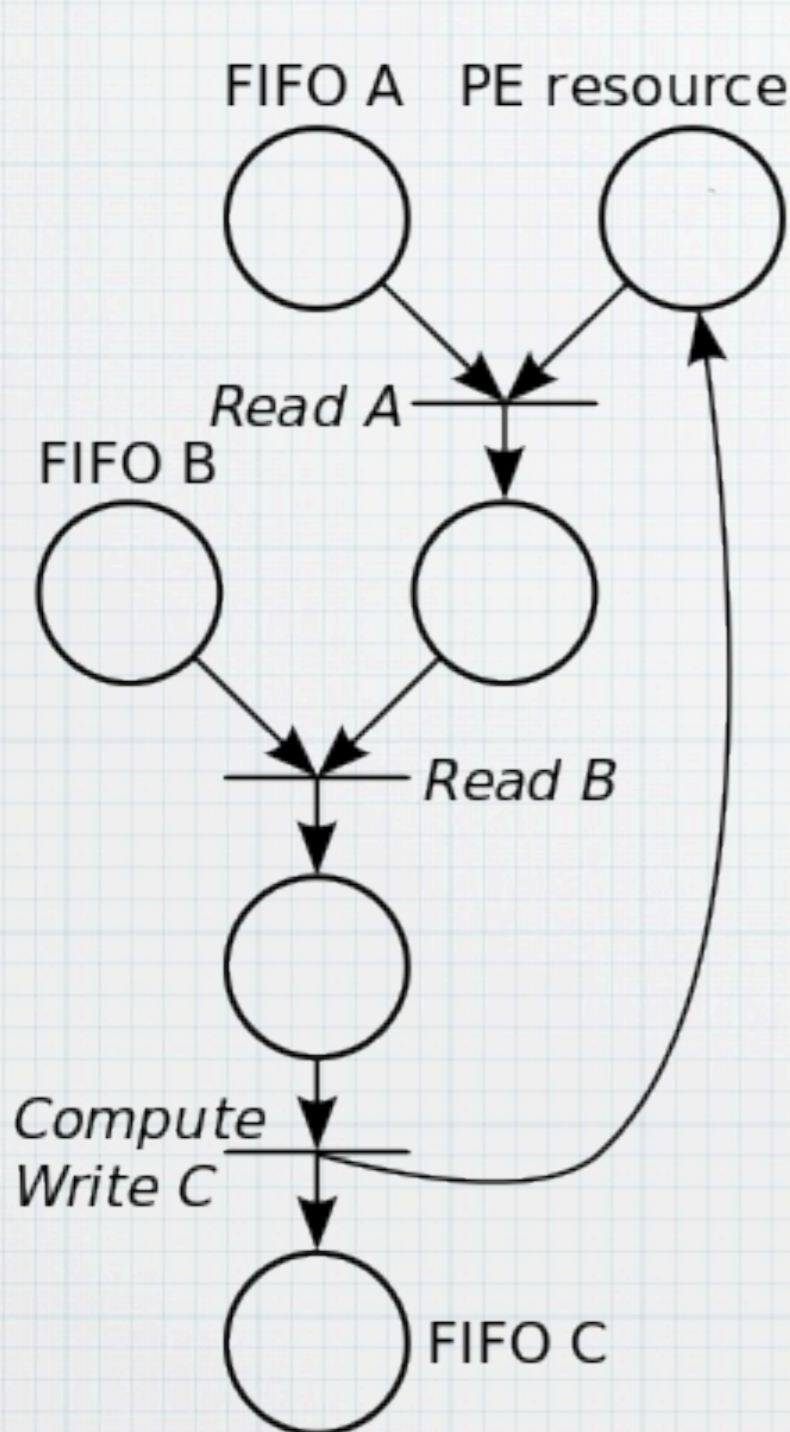 FIFO A
PE resource
Read A
FIFO B
Read B
Compute
Write C
FIFO C